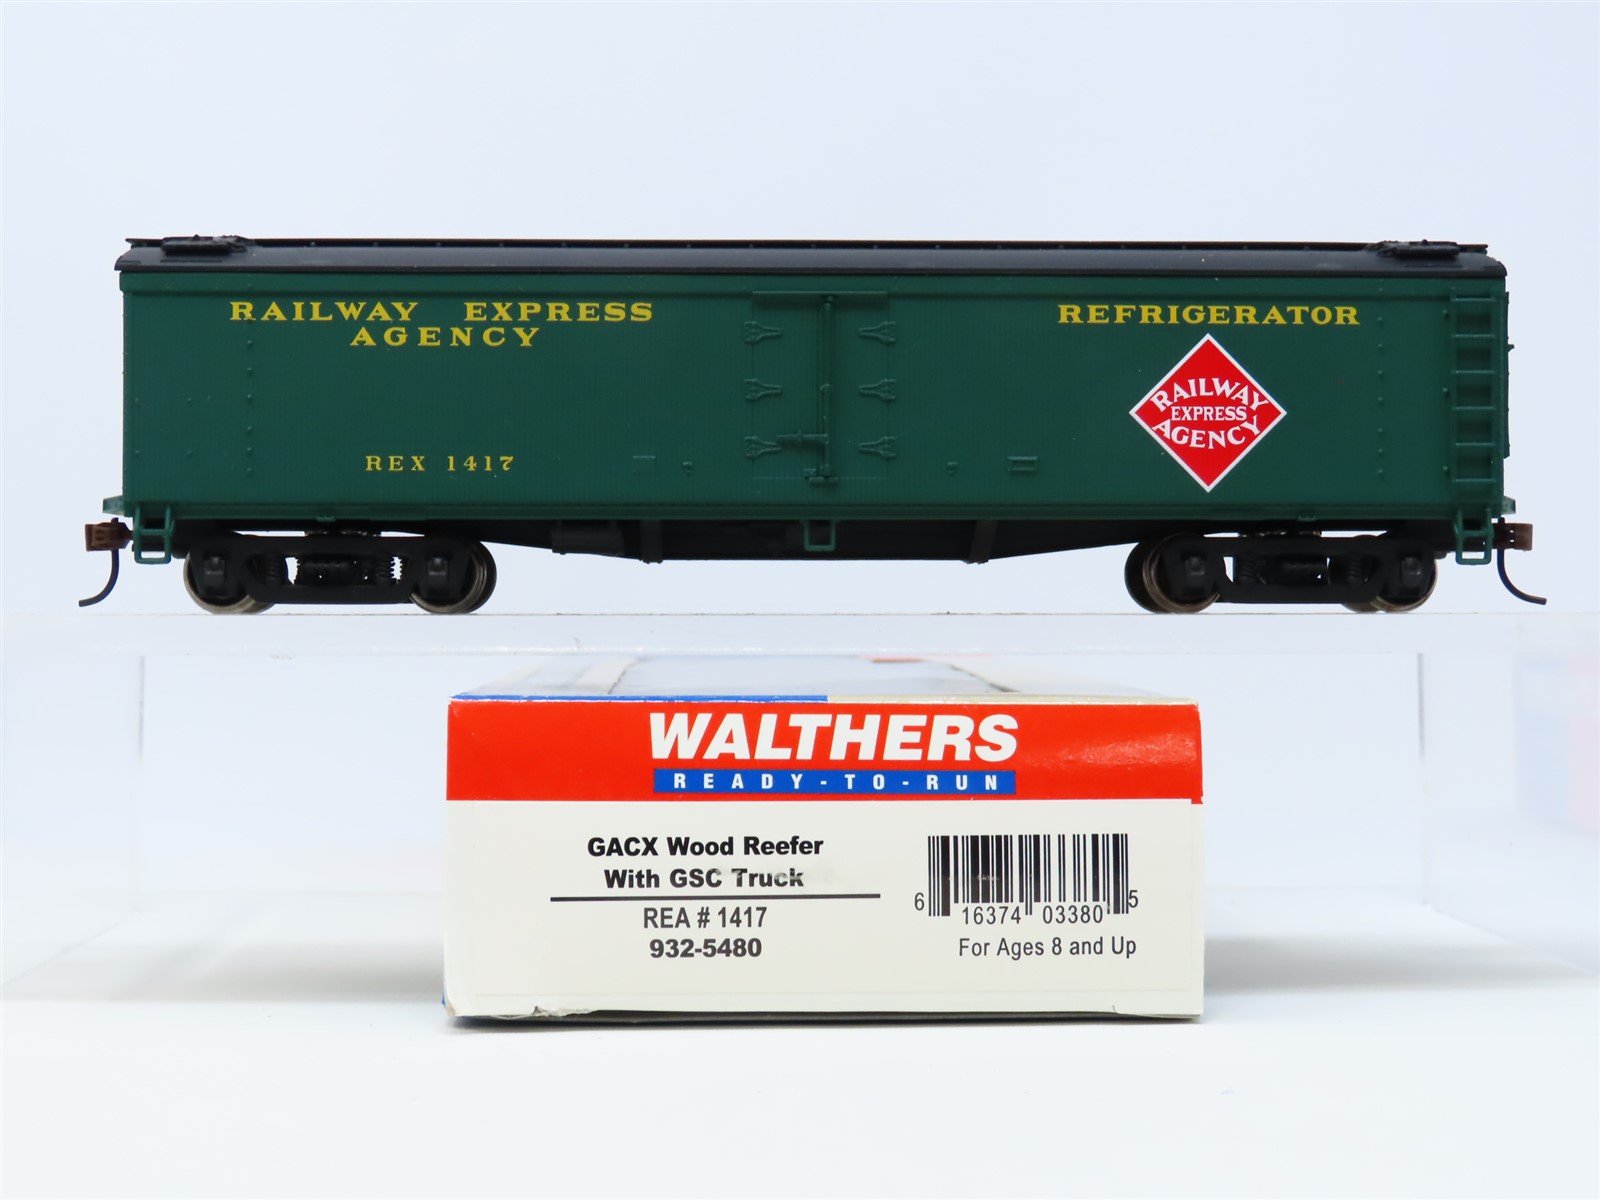 RAILWAY EXPRESS
AGENCY
REX 1417
REFRIGERATOR
RAILWAY
EXPRESS
AGENCY
WALTHERS
READY-TO-RUN
GACX Wood Reefer
With GSC Truck
REA # 1417
932-5480
6 16374 03380 5
For Ages 8 and Up